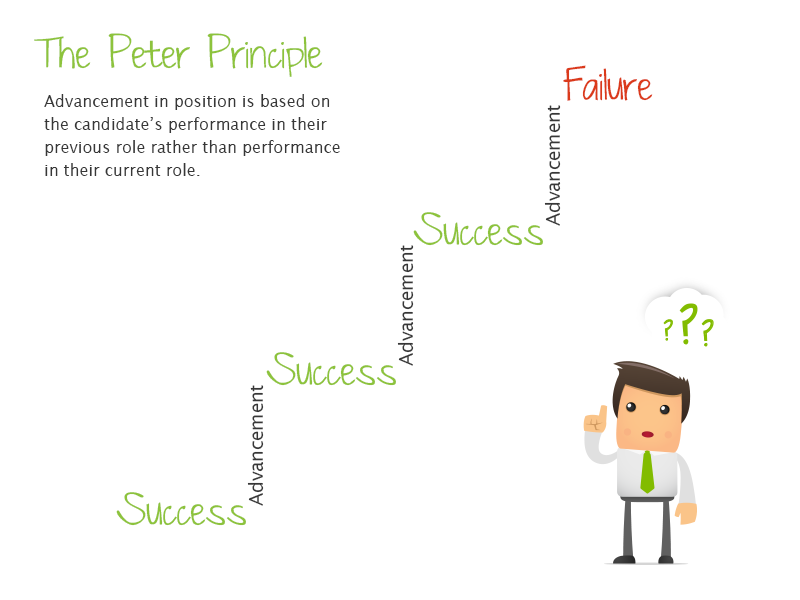 The Peter Principle
Advancement in position is based on
the candidate’s performance in their
previous role rather than performance
in their current role.
Failure
Advancement
Success
Advancement
Success
Advancement
Success
? ? ?